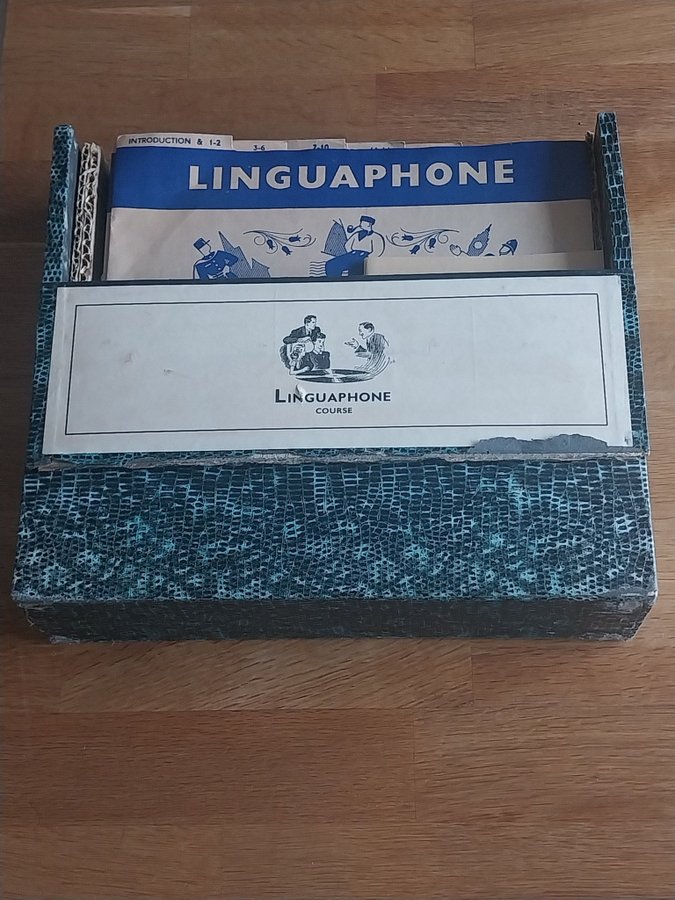 INTRODUCTION & 1-2
3-6
7-10
LINGUAPHONE
LINGUAPHONE
COURSE